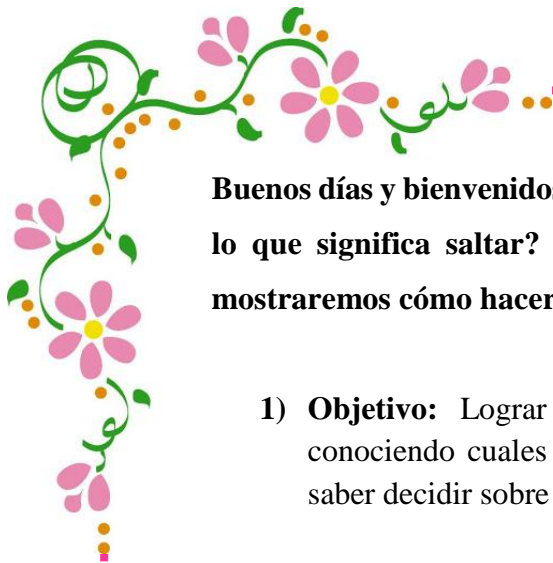 Buenos días y bienvenidos
lo que significa saltar?
mostraremos cómo hacer
1) Objetivo: Lograr
conociendo cuales
saber decidir sobre